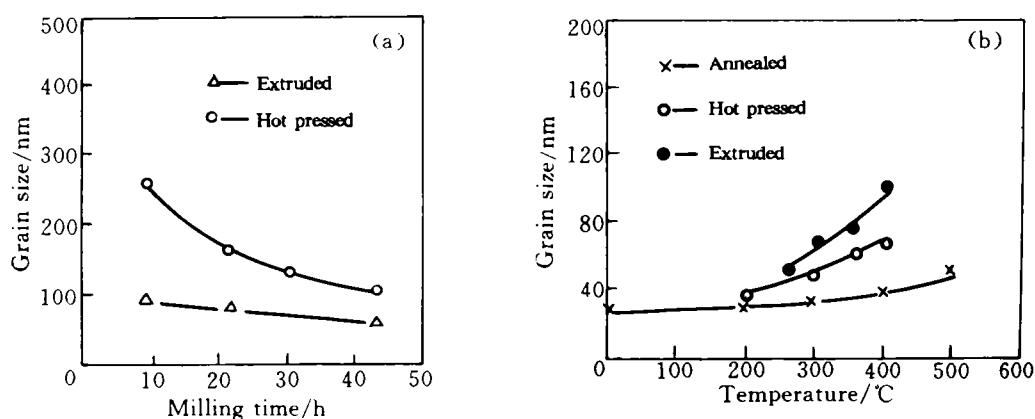 (a)
500
400
300
200
100
0
10
20
30
40
50
Grain size/nm
Milling time/h
Extruded
Hot pressed
(b)
200
160
120
80
40
0
100
200
300
400
500
600
Grain size/nm
Temperature/℃
Annealed
Hot pressed
Extruded